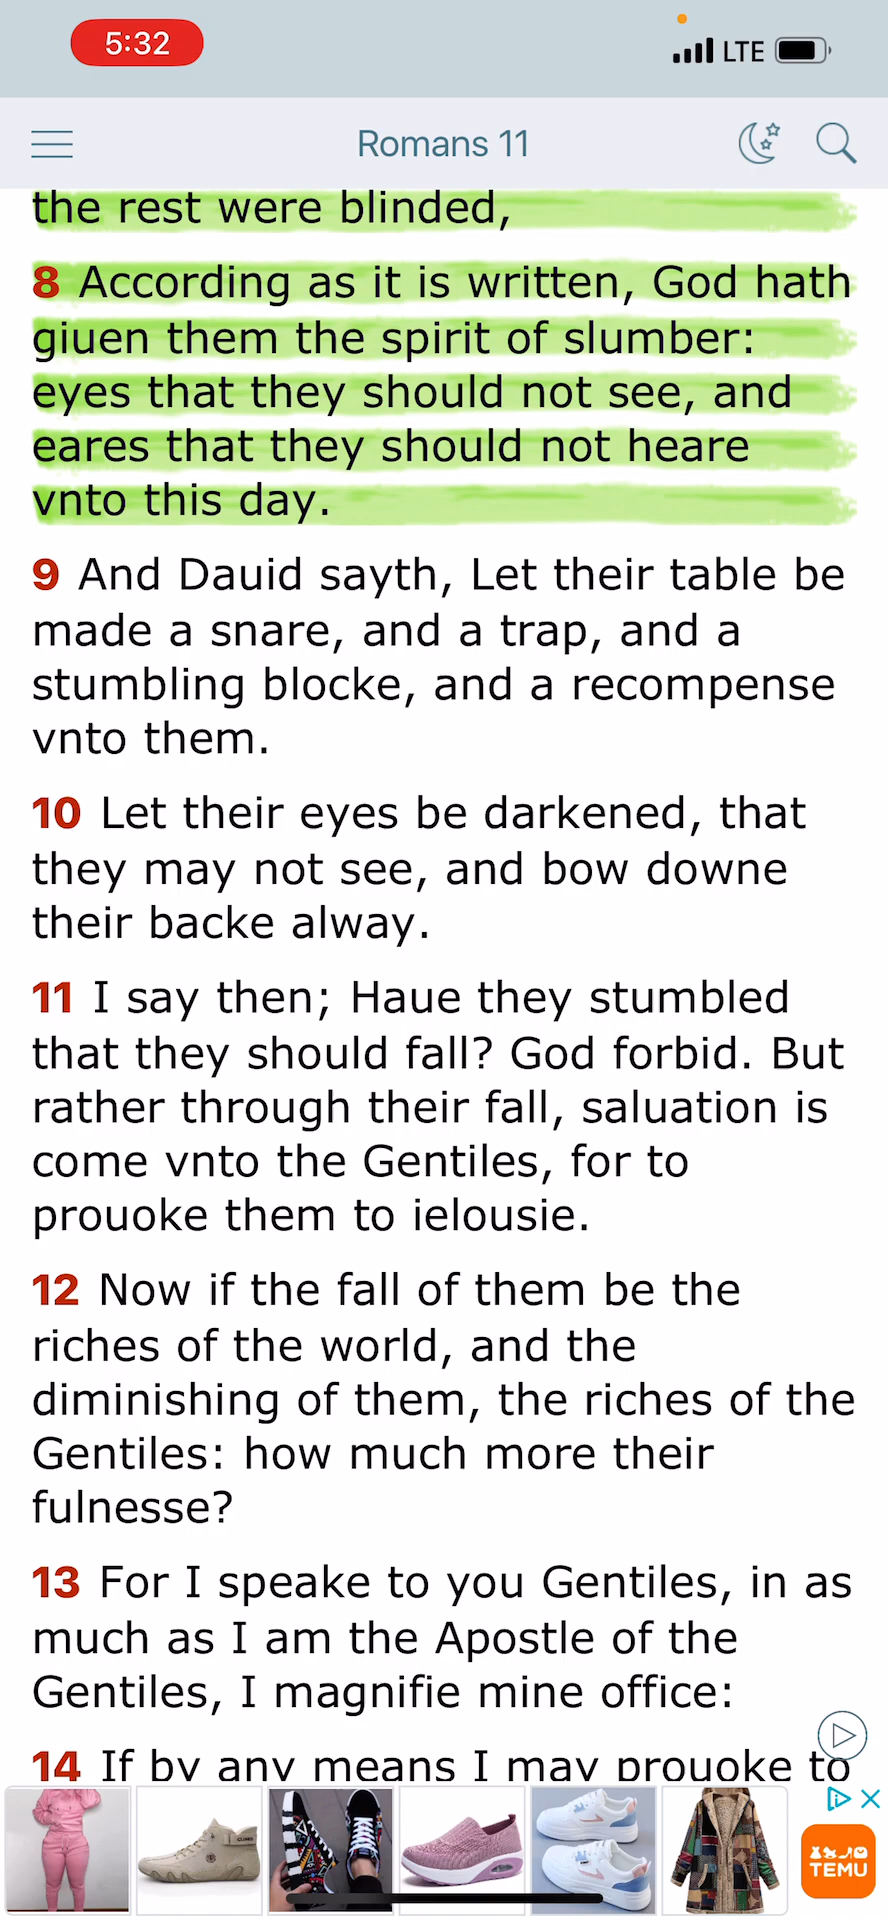 5:32
LTE
Romans 11
the rest were blinded,
8 According as it is written, God hath
giuen them the spirit of slumber:
eyes that they should not see, and
eares that they should not heare
vnto this day.
9 And Dauid sayth, Let their table be
made a snare, and a trap, and a
stumbling blocke, and a recompense
vnto them.
10 Let their eyes be darkened, that
they may not see, and bow downe
their backe alway.
11 I say then; Haue they stumbled
that they should fall? God forbid. But
rather through their fall, saluation is
come vnto the Gentiles, for to
prouoke them to ielousie.
12 Now if the fall of them be the
riches of the world, and the
diminishing of them, the riches of the
Gentiles: how much more their
fulnesse?
13 For I speake to you Gentiles, in as
much as I am the Apostle of the
Gentiles, I magnifie mine office:
14 If by any means I may prouoke to
TEMU